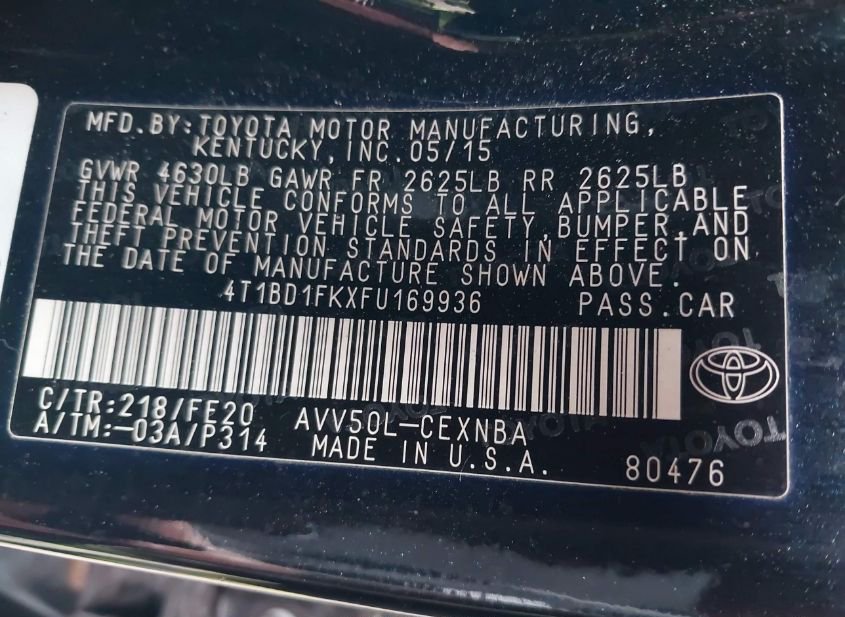 MFD.BY:TOYOTA MOTOR MANUFACTURING,
KENTUCKY,INC.05/15
GVWR 4630LB GAWR FR 2625LB RR 2625LB
THIS VEHICLE CONFORMS TO ALL APPLICABLE
FEDERAL MOTOR VEHICLE SAFETY,BUMPER,AND
THEFT PREVENTION STANDARDS IN EFFECT ON
THE DATE OF MANUFACTURE SHOWN ABOVE.
4T1BD1FKXFU169936 PASS.CAR
C/TR:218/FE20 AVV50L-CEXNBA
A/TM:-03A/P314 MADE IN U.S.A.
80476
TOYOTA